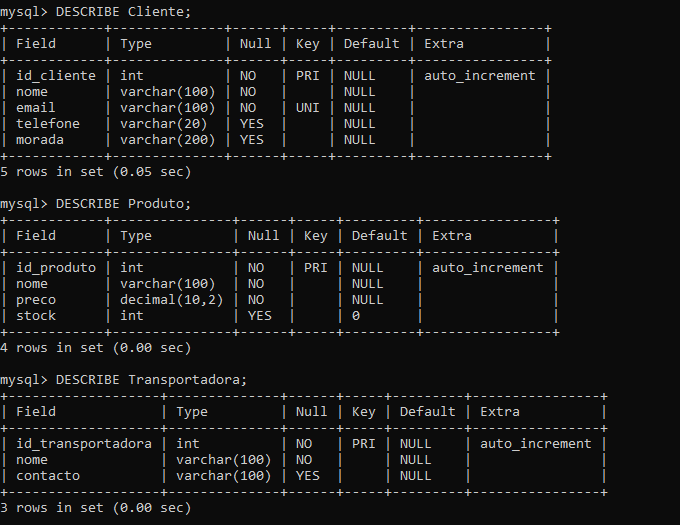 mysql> DESCRIBE Cliente;
+------------+--------------+------+-----+---------+----------------+
| Field      | Type         | Null | Key | Default | Extra          |
+------------+--------------+------+-----+---------+----------------+
| id_cliente | int          | NO   | PRI | NULL    | auto_increment |
| nome       | varchar(100) | NO   |     | NULL    |                |
| email      | varchar(100) | NO   | UNI | NULL    |                |
| telefone   | varchar(20)  | YES  |     | NULL    |                |
| morada     | varchar(200) | YES  |     | NULL    |                |
+------------+--------------+------+-----+---------+----------------+
5 rows in set (0.05 sec)
mysql> DESCRIBE Produto;
+------------+---------------+------+-----+---------+----------------+
| Field      | Type          | Null | Key | Default | Extra          |
+------------+---------------+------+-----+---------+----------------+
| id_produto | int           | NO   | PRI | NULL    | auto_increment |
| nome       | varchar(100)  | NO   |     | NULL    |                |
| preco      | decimal(10,2) | NO   |     | NULL    |                |
| stock      | int           | YES  |     | 0       |                |
+------------+---------------+------+-----+---------+----------------+
4 rows in set (0.00 sec)
mysql> DESCRIBE Transportadora;
+-------------------+--------------+------+-----+---------+----------------+
| Field             | Type         | Null | Key | Default | Extra          |
+-------------------+--------------+------+-----+---------+----------------+
| id_transportadora | int          | NO   | PRI | NULL    | auto_increment |
| nome              | varchar(100) | NO   |     | NULL    |                |
| contacto          | varchar(100) | YES  |     | NULL    |                |
+-------------------+--------------+------+-----+---------+----------------+
3 rows in set (0.00 sec)